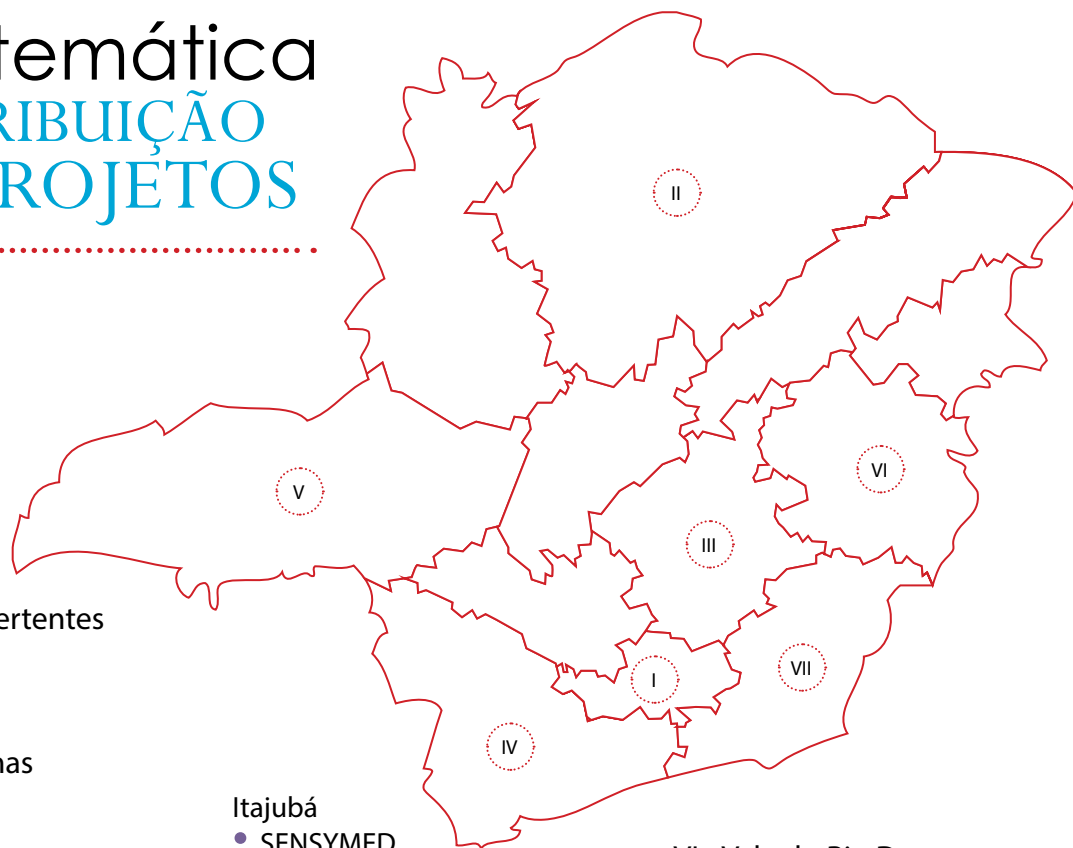 temática
RIBUIÇÃO
ROJETOS
II
V
VI
III
ertentes
I
VII
IV
nas
Itajubá
• SENSYMED